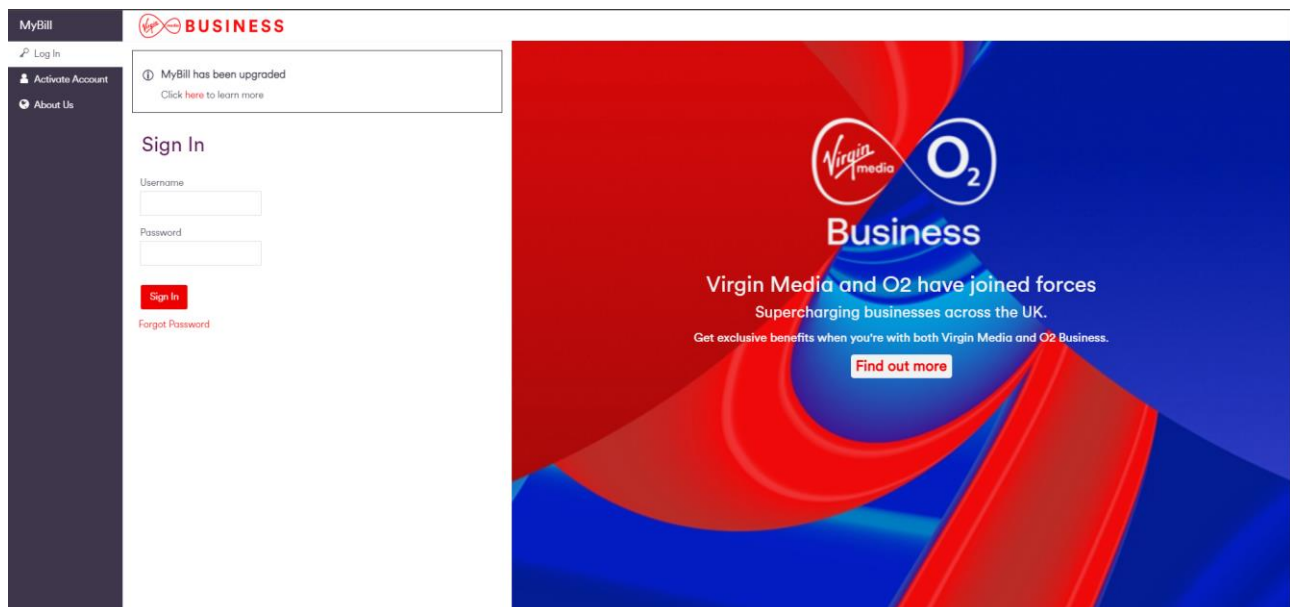 MyBill
Log In
Activate Account
About Us
Virgin media BUSINESS
MyBill has been upgraded
Click here to learn more
Sign In
Username
Password
Sign In
Forgot Password
Virgin media O2
Business
Virgin Media and O2 have joined forces
Supercharging businesses across the UK.
Get exclusive benefits when you're with both Virgin Media and O2 Business.
Find out more